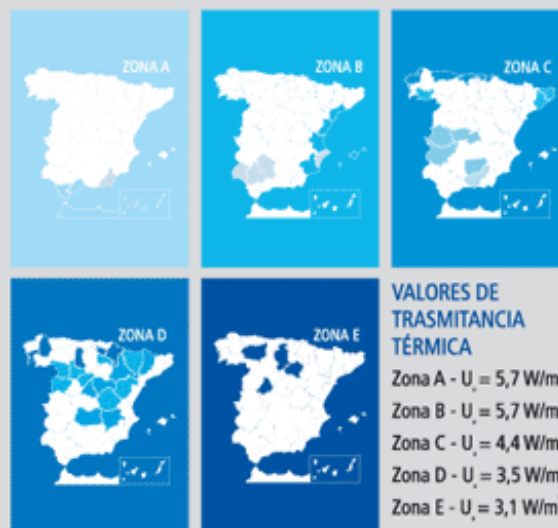 ZONA A
ZONA B
ZONA C
ZONA D
ZONA E
VALORES DE
TRASMITANCIA
TÉRMICA
Zona A - U = 5,7 W/m
Zona B - U = 5,7 W/m
Zona C - U = 4,4 W/m
Zona D - U = 3,5 W/m
Zona E - U = 3,1 W/m